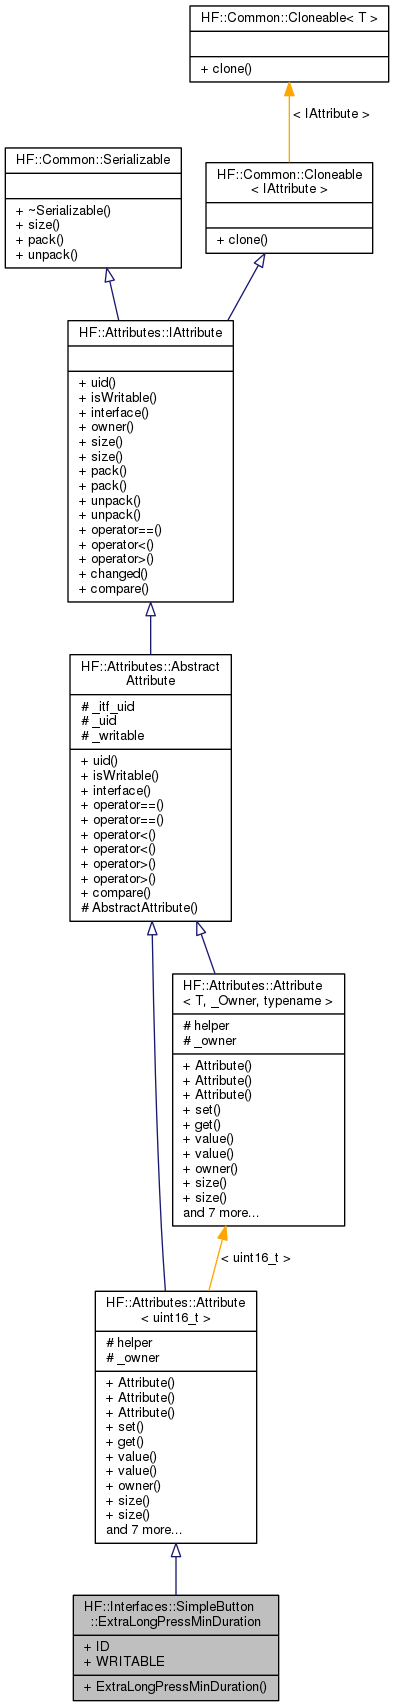 HF::Common::Cloneable< T >
+ clone()
< IAttribute >
HF::Common::Serializable
+ ~Serializable()
+ size()
+ pack()
+ unpack()
HF::Common::Cloneable
< IAttribute >
+ clone()
HF::Attributes::IAttribute
+ uid()
+ isWritable()
+ interface()
+ owner()
+ size()
+ size()
+ pack()
+ pack()
+ unpack()
+ unpack()
+ operator==()
+ operator<()
+ operator>()
+ changed()
+ compare()
HF::Attributes::Abstract
Attribute
# _itf_uid
# _uid
# _writable
+ uid()
+ isWritable()
+ interface()
+ operator==()
+ operator==()
+ operator<()
+ operator<()
+ operator>()
+ operator>()
+ compare()
# AbstractAttribute()
HF::Attributes::Attribute
< T, _Owner, typename >
# helper
# _owner
+ Attribute()
+ Attribute()
+ Attribute()
+ set()
+ get()
+ value()
+ value()
+ owner()
+ size()
+ size()
and 7 more...
< uint16_t >
HF::Attributes::Attribute
< uint16_t >
# helper
# _owner
+ Attribute()
+ Attribute()
+ Attribute()
+ set()
+ get()
+ value()
+ value()
+ owner()
+ size()
+ size()
and 7 more...
HF::Interfaces::SimpleButton
::ExtraLongPressMinDuration
+ ID
+ WRITABLE
+ ExtraLongPressMinDuration()